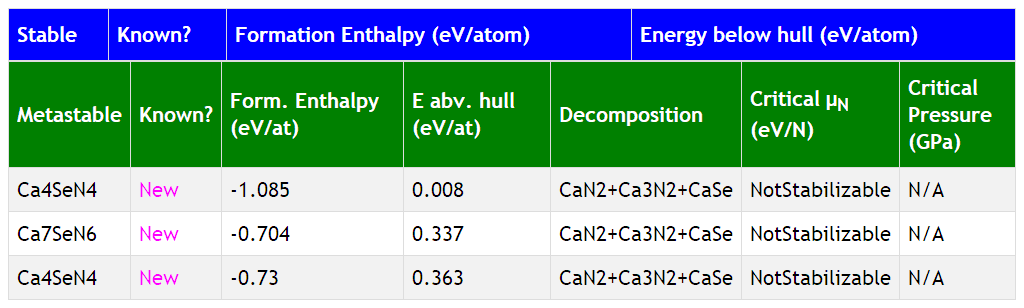 Stable Known? Formation Enthalpy (eV/atom) Energy below hull (eV/atom)
Metastable Known? Form. Enthalpy (eV/at) E abv. hull (eV/at) Decomposition Critical μN (eV/N) Critical Pressure (GPa)
Ca4SeN4 New -1.085 0.008 CaN2+Ca3N2+CaSe NotStabilizable N/A
Ca7SeN6 New -0.704 0.337 CaN2+Ca3N2+CaSe NotStabilizable N/A
Ca4SeN4 New -0.73 0.363 CaN2+Ca3N2+CaSe NotStabilizable N/A